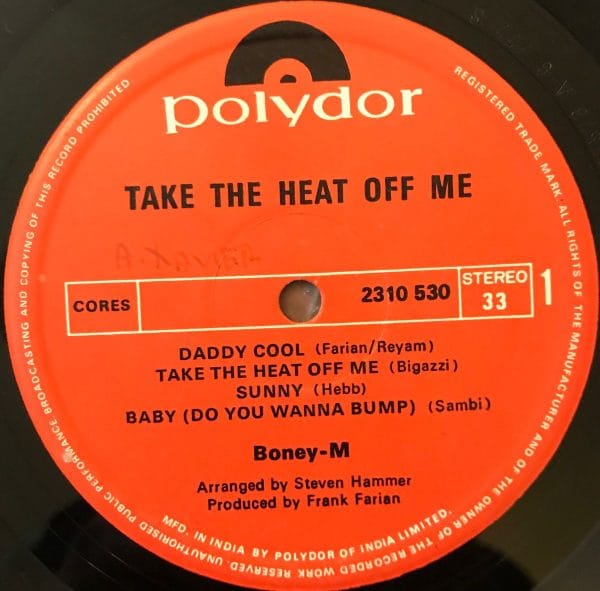 polydor
TAKE THE HEAT OFF ME
A. XAVIER
CORES
2310 530
STEREO
33
1
DADDY COOL (Farian/Reyam)
TAKE THE HEAT OFF ME (Bigazzi)
SUNNY (Hebb)
BABY (DO YOU WANNA BUMP) (Sambi)
Boney-M
Arranged by Steven Hammer
Produced by Frank Farian
MFD. IN INDIA BY POLYDOR OF INDIA LIMITED.
REGISTERED TRADE MARK. ALL RIGHTS OF THE MANUFACTURER AND OF THE OWNER OF THE RECORDED WORK RESERVED. UNAUTHORISED PUBLIC PERFORMANCE BROADCASTING AND COPYING OF THIS RECORD PROHIBITED